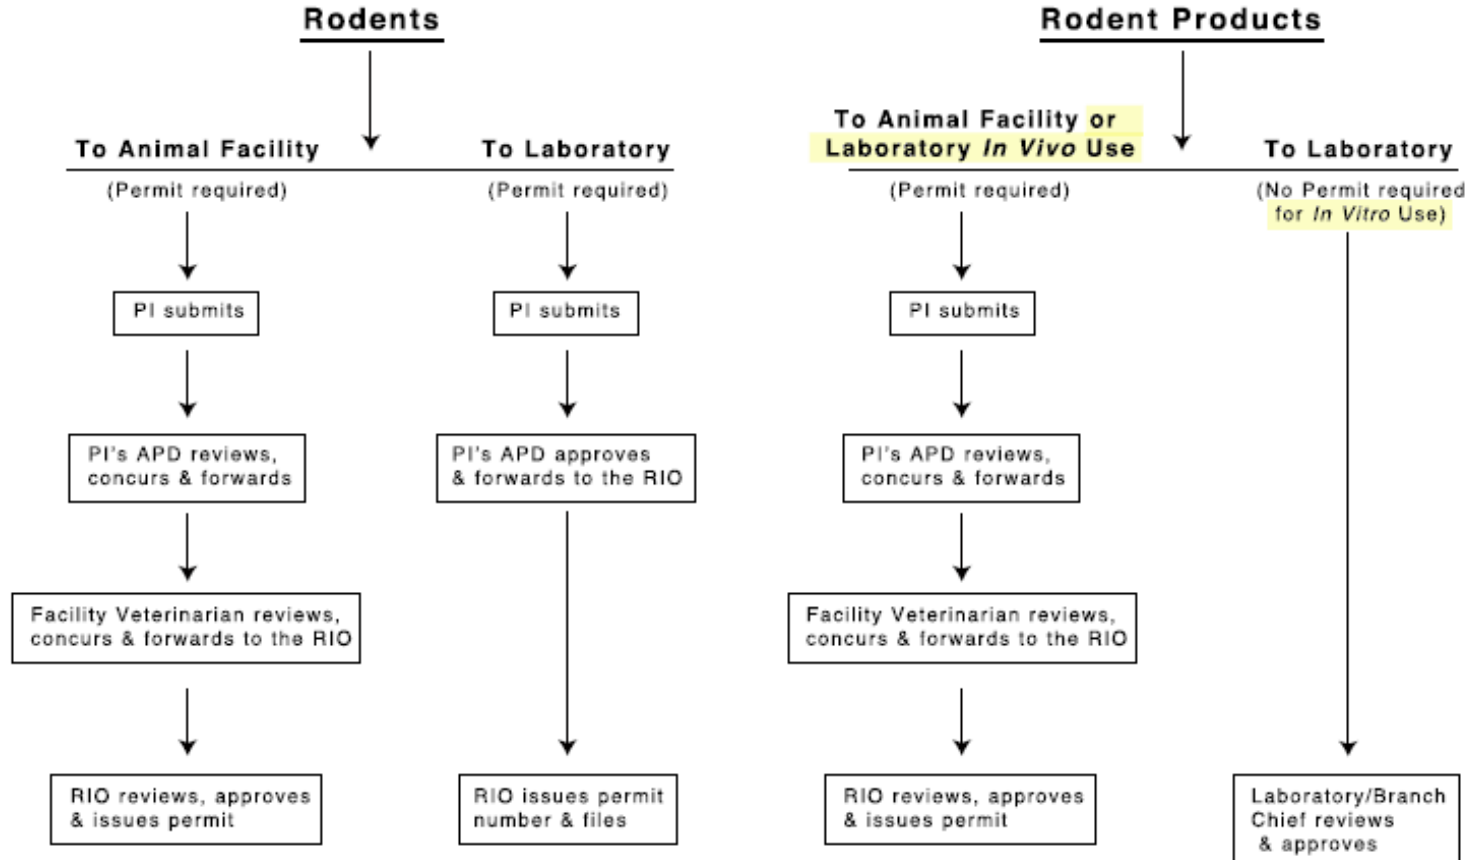 Rodents
To Animal Facility
(Permit required)
PI submits
PI's APD reviews,
concurs & forwards
Facility Veterinarian reviews,
concurs & forwards to the RIO
RIO reviews, approves
& issues permit
To Laboratory
(Permit required)
PI submits
PI's APD approves
& forwards to the RIO
RIO issues permit
number & files
Rodent Products
To Animal Facility or
Laboratory In Vivo Use
(Permit required)
PI submits
PI's APD reviews,
concurs & forwards
Facility Veterinarian reviews,
concurs & forwards to the RIO
RIO reviews, approves
& issues permit
To Laboratory
(No Permit required
for In Vitro Use)
Laboratory/Branch
Chief reviews
& approves